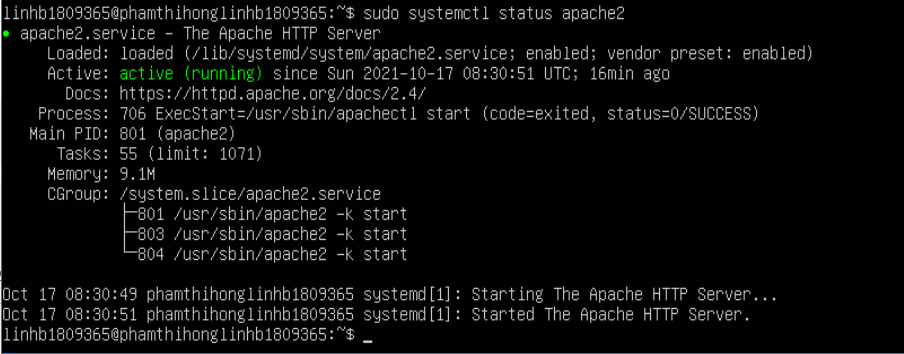 linhb1809365@phamthihonglinhb1809365:~$ sudo systemctl status apache2
● apache2.service - The Apache HTTP Server
     Loaded: loaded (/lib/systemd/system/apache2.service; enabled; vendor preset: enabled)
     Active: active (running) since Sun 2021-10-17 08:30:51 UTC; 16min ago
       Docs: https://httpd.apache.org/docs/2.4/
    Process: 706 ExecStart=/usr/sbin/apachectl start (code=exited, status=0/SUCCESS)
   Main PID: 801 (apache2)
      Tasks: 55 (limit: 1071)
     Memory: 9.1M
     CGroup: /system.slice/apache2.service
             ├─801 /usr/sbin/apache2 -k start
             ├─803 /usr/sbin/apache2 -k start
             └─804 /usr/sbin/apache2 -k start
Oct 17 08:30:49 phamthihonglinhb1809365 systemd[1]: Starting The Apache HTTP Server...
Oct 17 08:30:51 phamthihonglinhb1809365 systemd[1]: Started The Apache HTTP Server.
linhb1809365@phamthihonglinhb1809365:~$ _